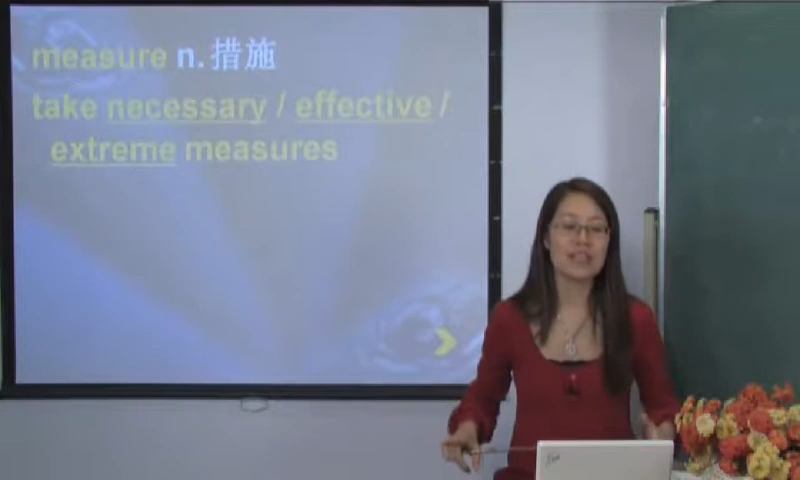 measure n.措施
take necessary / effective /
extreme measures